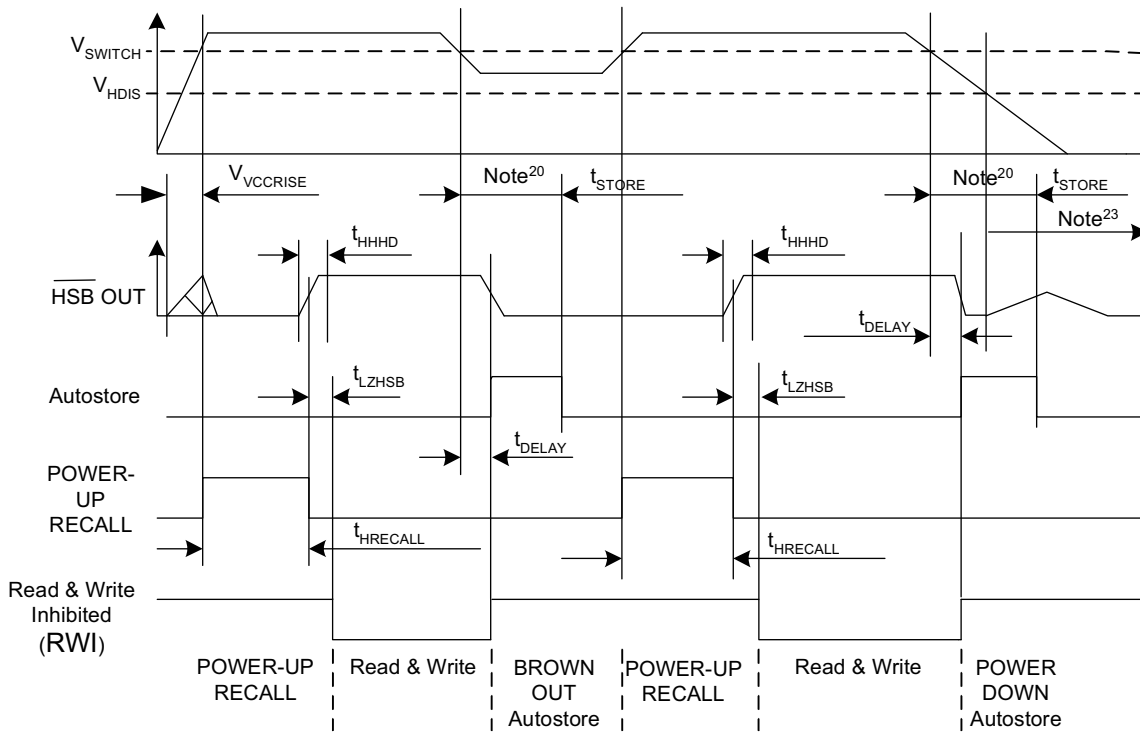 VSWITCH
VHDIS
VVCCRISE
Note20
tSTORE
Note20
tSTORE
Note23
tHHHD
tHHHD
HSB OUT
tDELAY
tLZHSB
tLZHSB
Autostore
tDELAY
POWER-
UP
RECALL
tHRECALL
tHRECALL
Read & Write
Inhibited
(RWI)
POWER-UP
RECALL
Read & Write
BROWN
OUT
Autostore
POWER-UP
RECALL
Read & Write
POWER
DOWN
Autostore